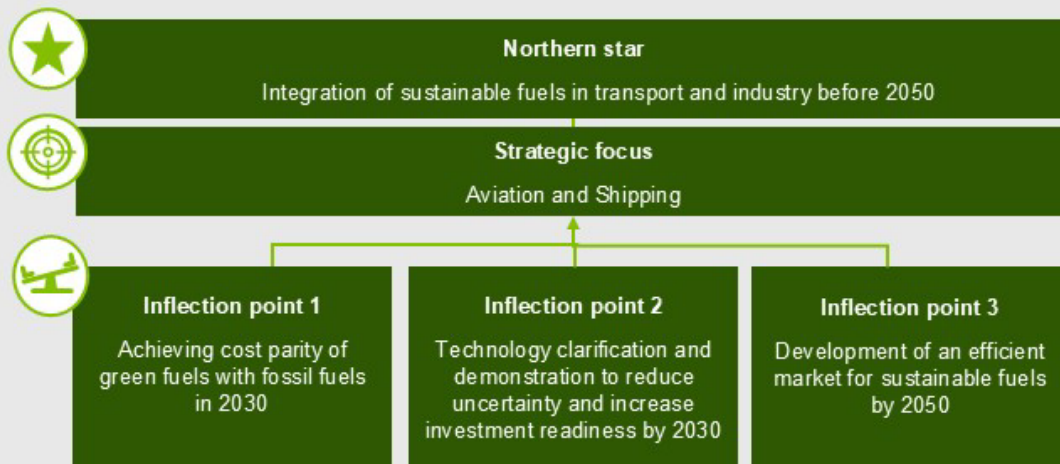 Northern star
Integration of sustainable fuels in transport and industry before 2050
Strategic focus
Aviation and Shipping
Inflection point 1
Achieving cost parity of
green fuels with fossil fuels
in 2030
Inflection point 2
Technology clarification and
demonstration to reduce
uncertainty and increase
investment readiness by 2030
Inflection point 3
Development of an efficient
market for sustainable fuels
by 2050